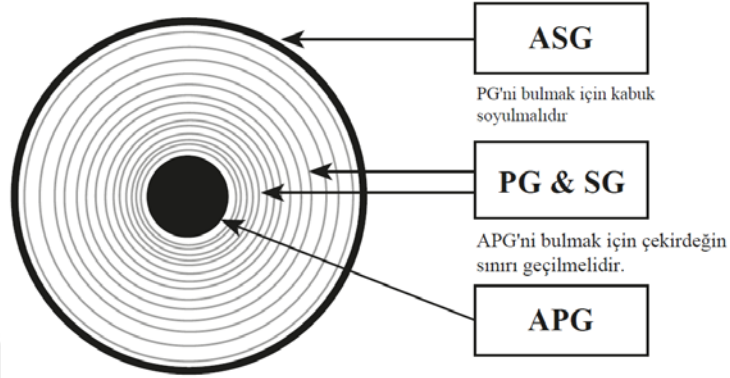 ASG
PG'ni bulmak için kabuk
soyulmalıdır
PG & SG
APG'ni bulmak için çekirdeğin
sınırı geçilmelidir.
APG